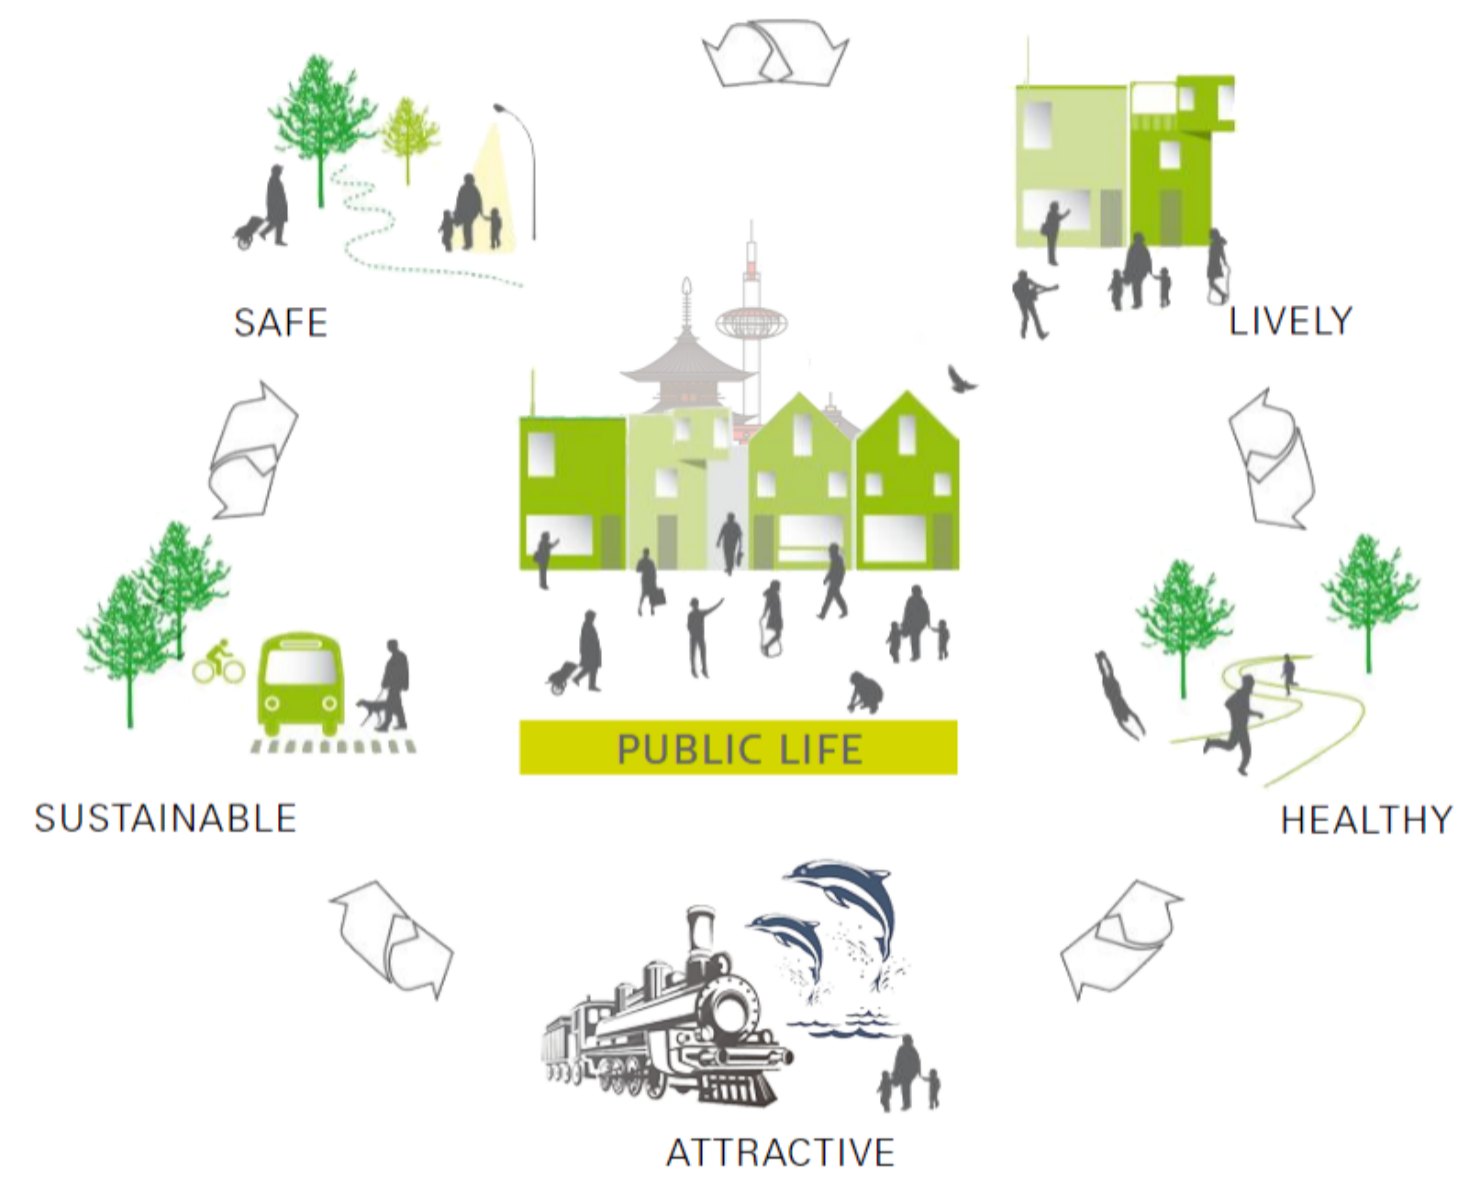 SAFE
LIVELY
PUBLIC LIFE
SUSTAINABLE
HEALTHY
ATTRACTIVE